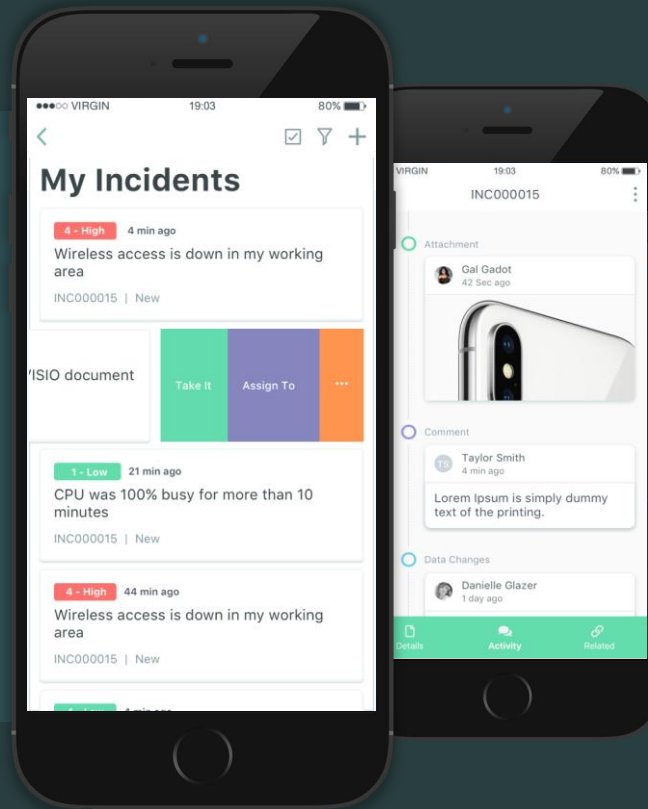 VIRGIN 19:03 80%
My Incidents
4 - High 4 min ago
Wireless access is down in my working
area
INC000015 | New
VISIO document
Take It Assign To ...
1 - Low 21 min ago
CPU was 100% busy for more than 10
minutes
INC000015 | New
4 - High 44 min ago
Wireless access is down in my working
area
INC000015 | New
VIRGIN 19:03 80%
INC000015
Attachment
Gal Gadot
42 Sec ago
Comment
TS
Taylor Smith
4 min ago
Lorem Ipsum is simply dummy
text of the printing.
Data Changes
Danielle Glazer
1 day ago
Details Activity Related